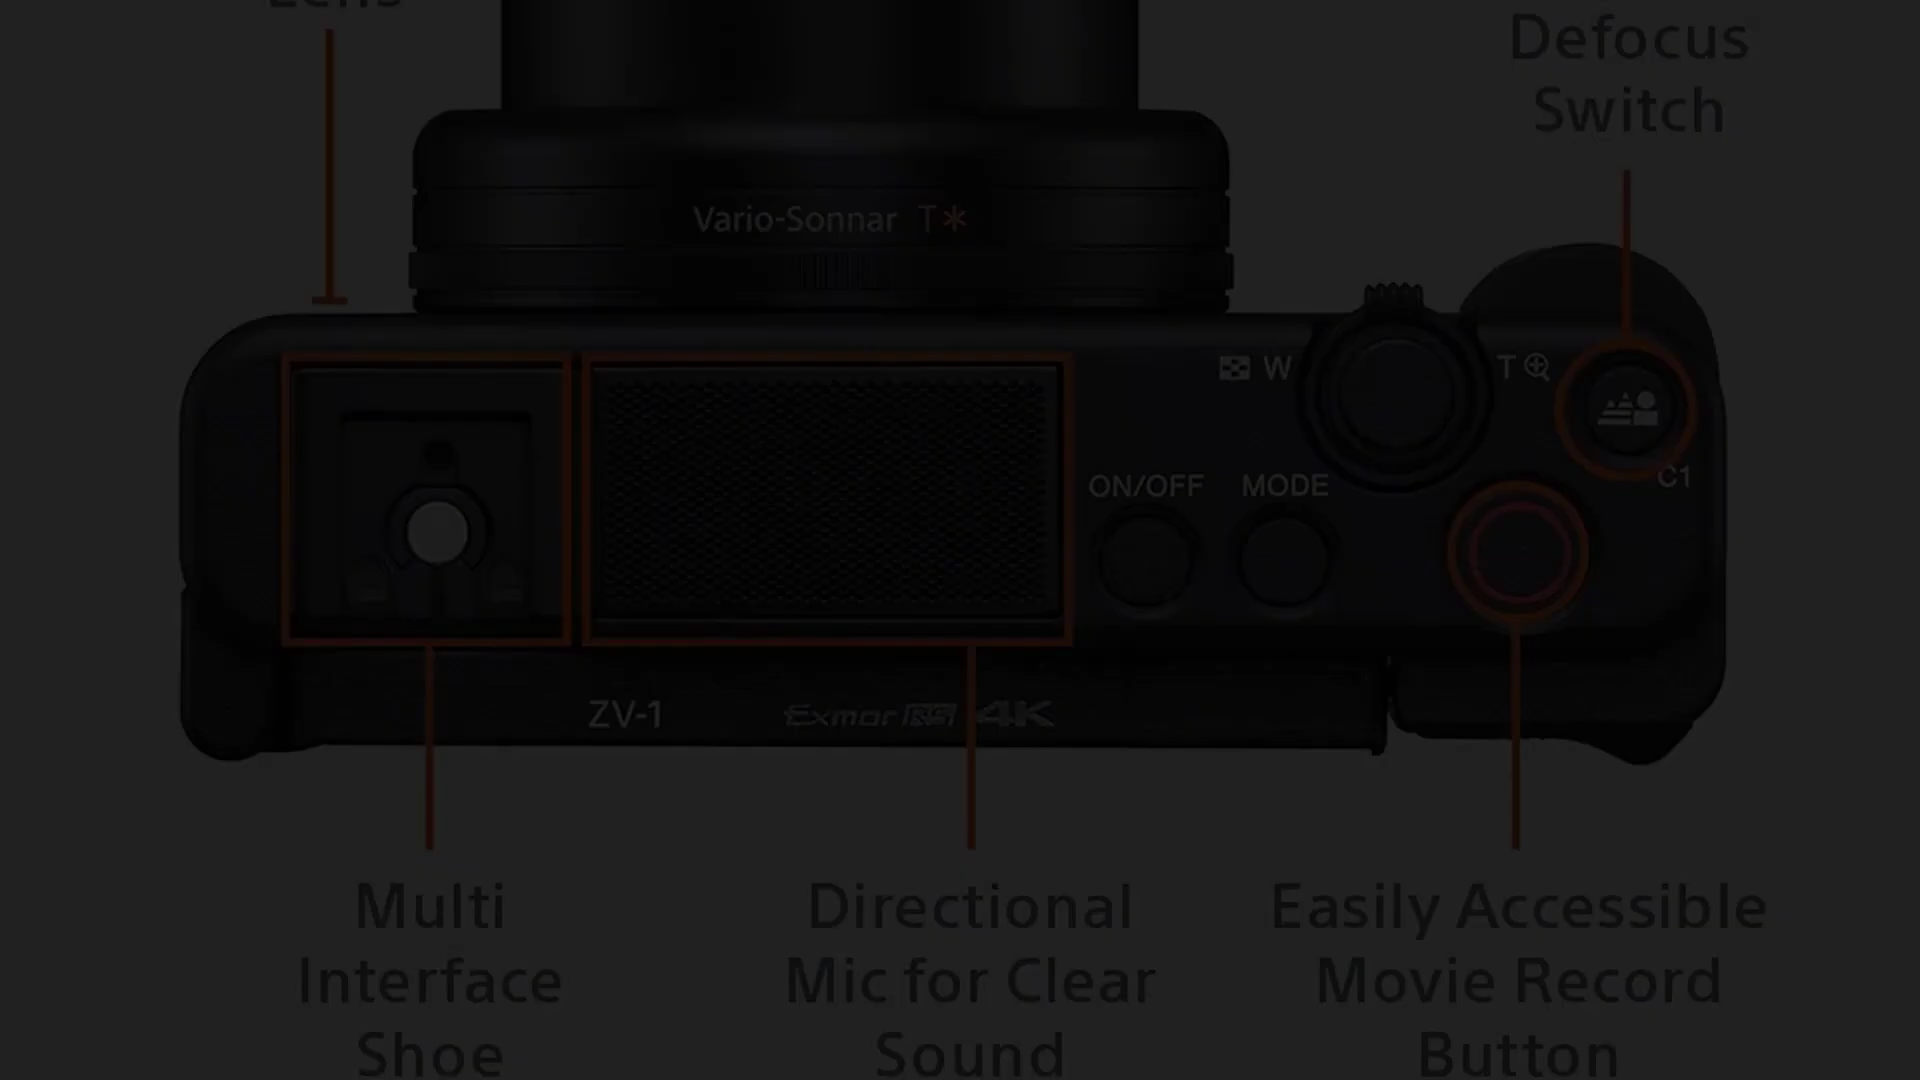 Lens
Defocus
Switch
Vario-Sonnar T*
W
T
C1
ON/OFF MODE
ZV-1
Exmor RS 4K
Multi
Interface
Shoe
Directional
Mic for Clear
Sound
Easily Accessible
Movie Record
Button